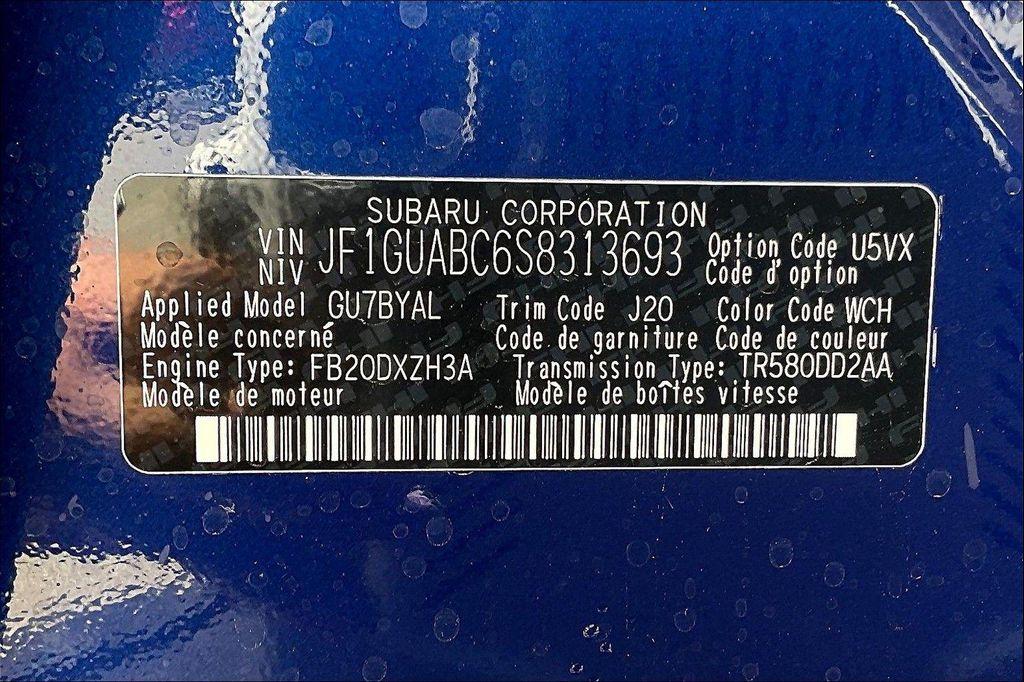 SUBARU CORPORATION
VIN NIV JF1GUABC6S8313693 Option Code U5VX
Code d'option
Applied Model GU7BYAL Trim Code J20 Color Code WCH
Modèle concerné Code de garniture Code de couleur
Engine Type: FB20DXZH3A Transmission Type: TR580DD2AA
Modèle de moteur Modèle de boîtes vitesse